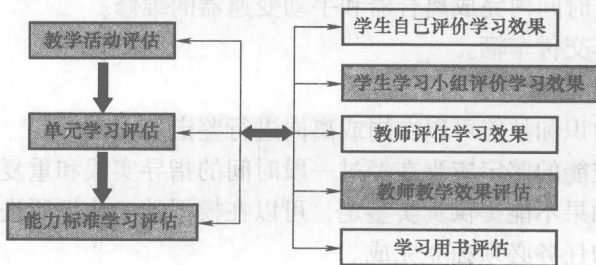 教学活动评估
单元学习评估
能力标准学习评估
学生自己评价学习效果
学生学习小组评价学习效果
教师评估学习效果
教师教学效果评估
学习用书评估